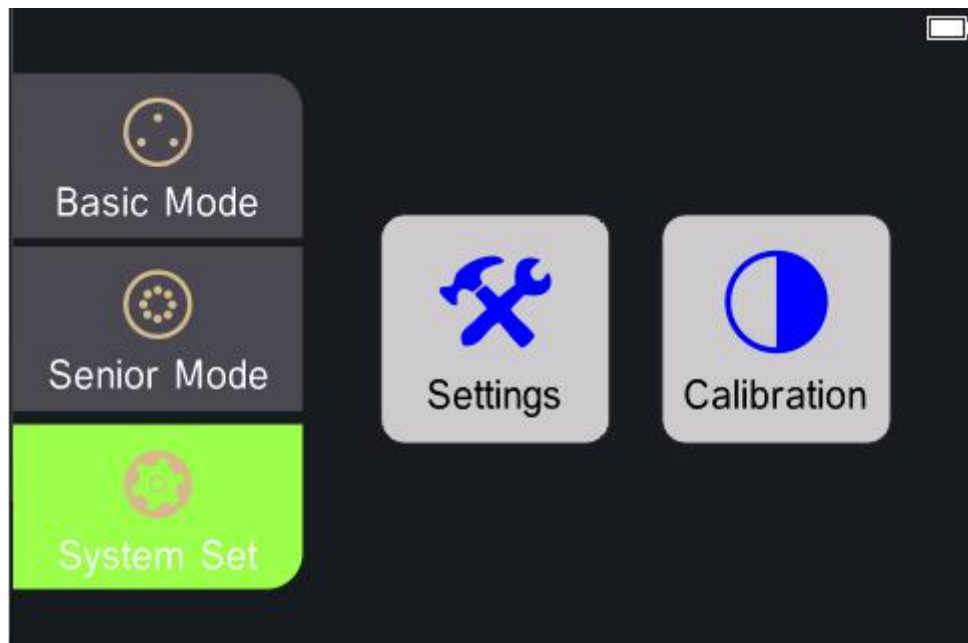 Basic Mode
Senior Mode
System Set
Settings
Calibration